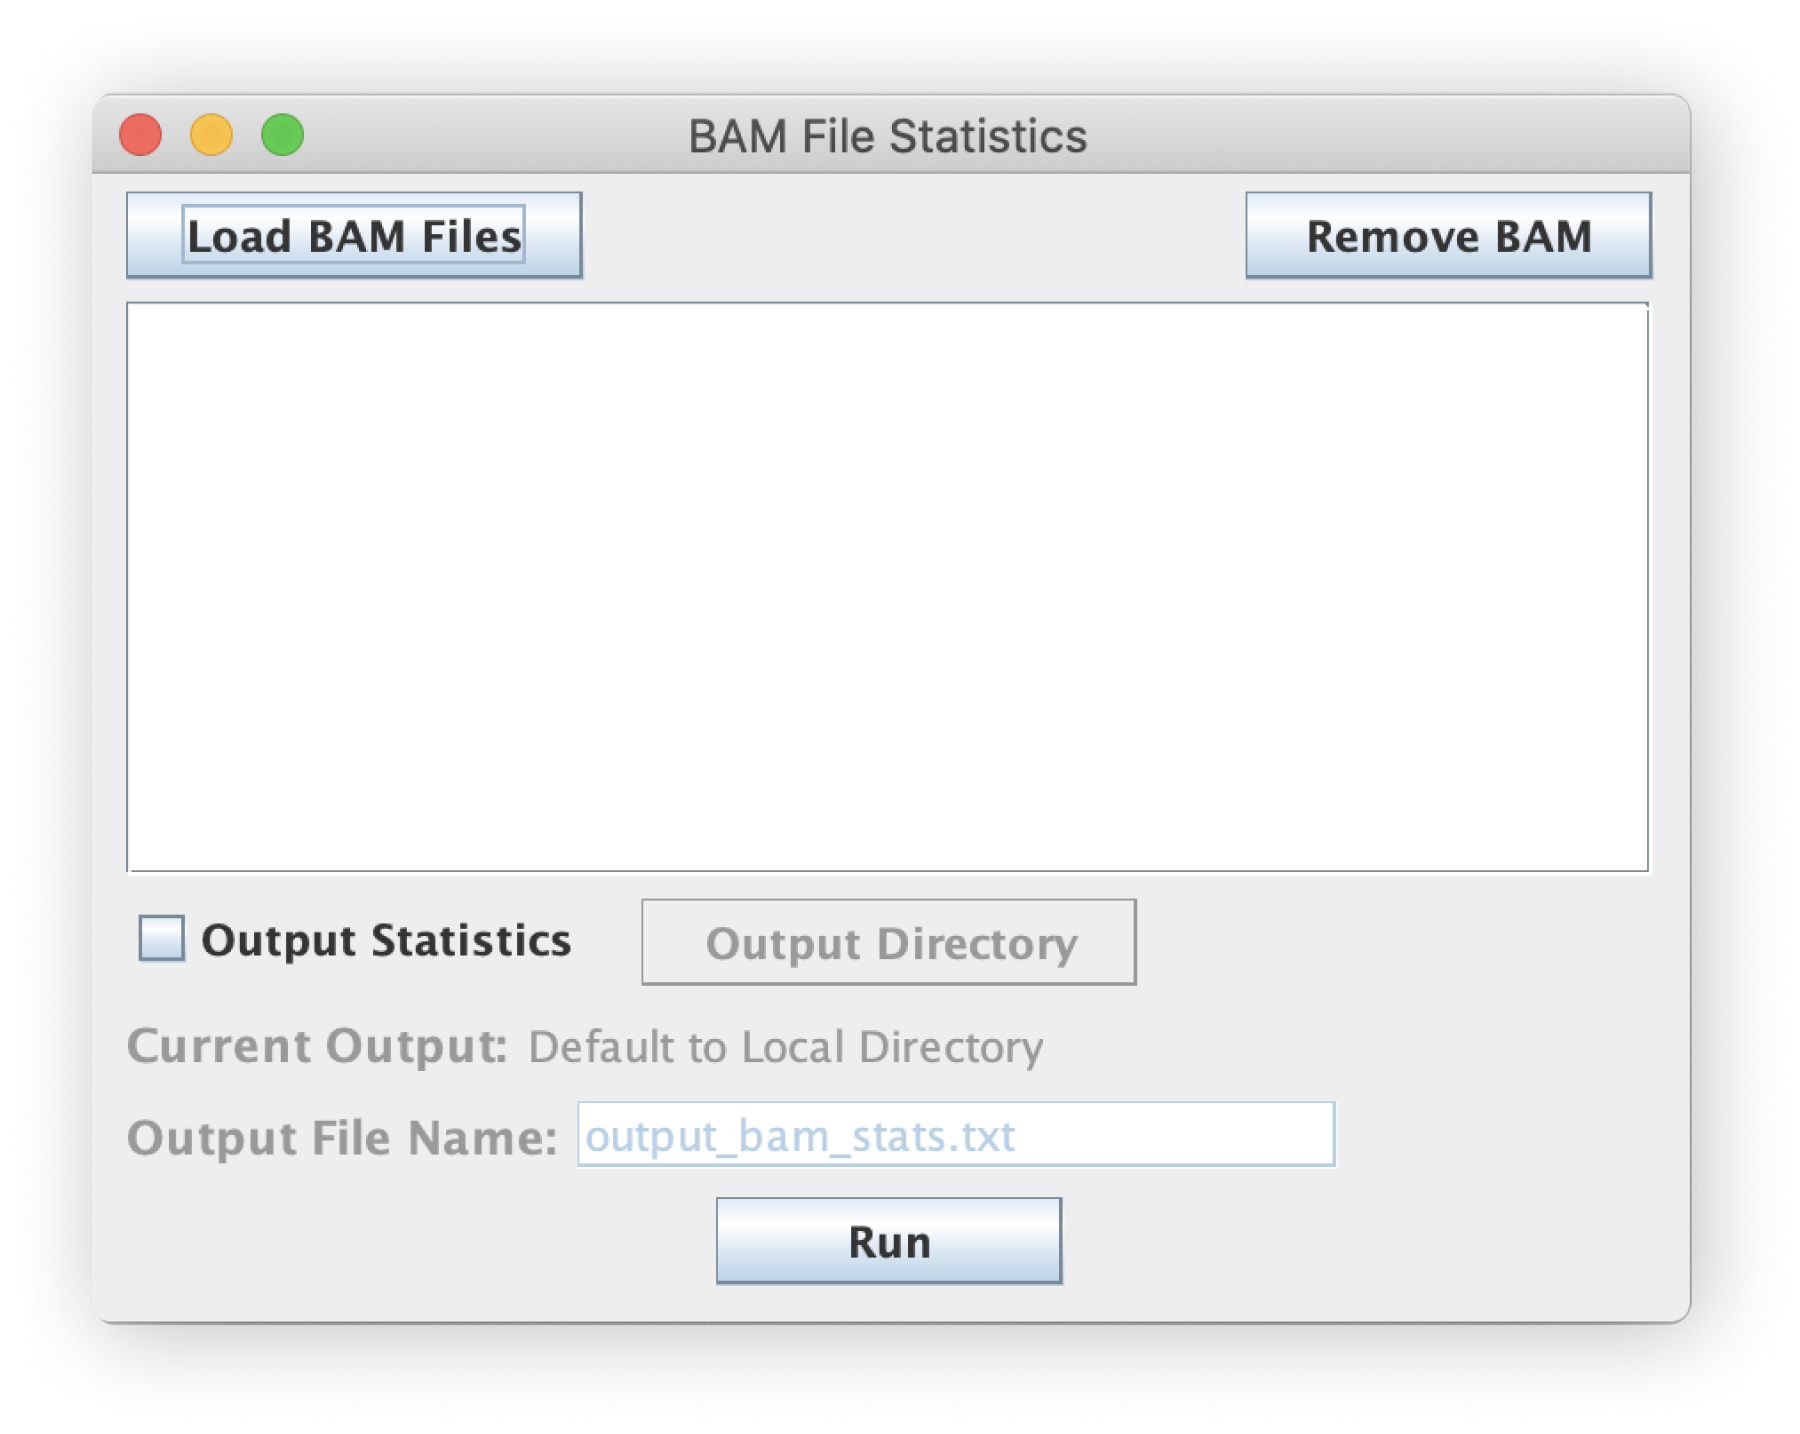 BAM File Statistics
Load BAM Files Remove BAM
Output Statistics Output Directory
Current Output: Default to Local Directory
Output File Name: output_bam_stats.txt
Run